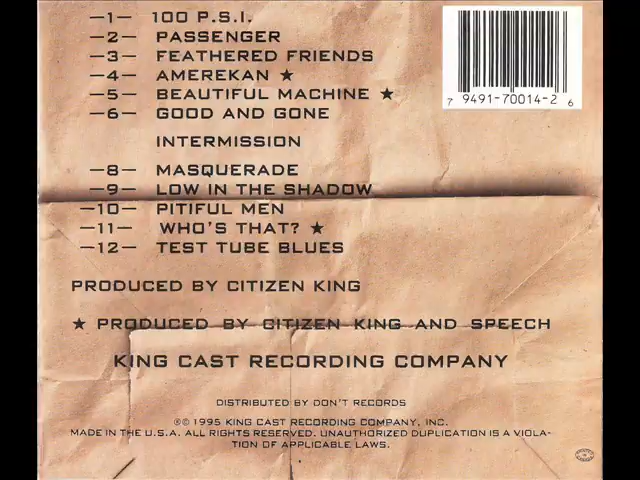 —1— 100 P.S.I.
—2— PASSENGER
—3— FEATHERED FRIENDS
—4— AMEREKAN ★
—5— BEAUTIFUL MACHINE ★
—6— GOOD AND GONE
INTERMISSION
—8— MASQUERADE
—9— LOW IN THE SHADOW
—10— PITIFUL MEN
—11— WHO'S THAT? ★
—12— TEST TUBE BLUES
7 94991-70014-2 6
PRODUCED BY CITIZEN KING
★ PRODUCED BY CITIZEN KING AND SPEECH
KING CAST RECORDING COMPANY
DISTRIBUTED BY DON'T RECORDS
℗© 1995 KING CAST RECORDING COMPANY, INC.
MADE IN THE U.S.A. ALL RIGHTS RESERVED. UNAUTHORIZED DUPLICATION IS A VIOLA-
TION OF APPLICABLE LAWS.